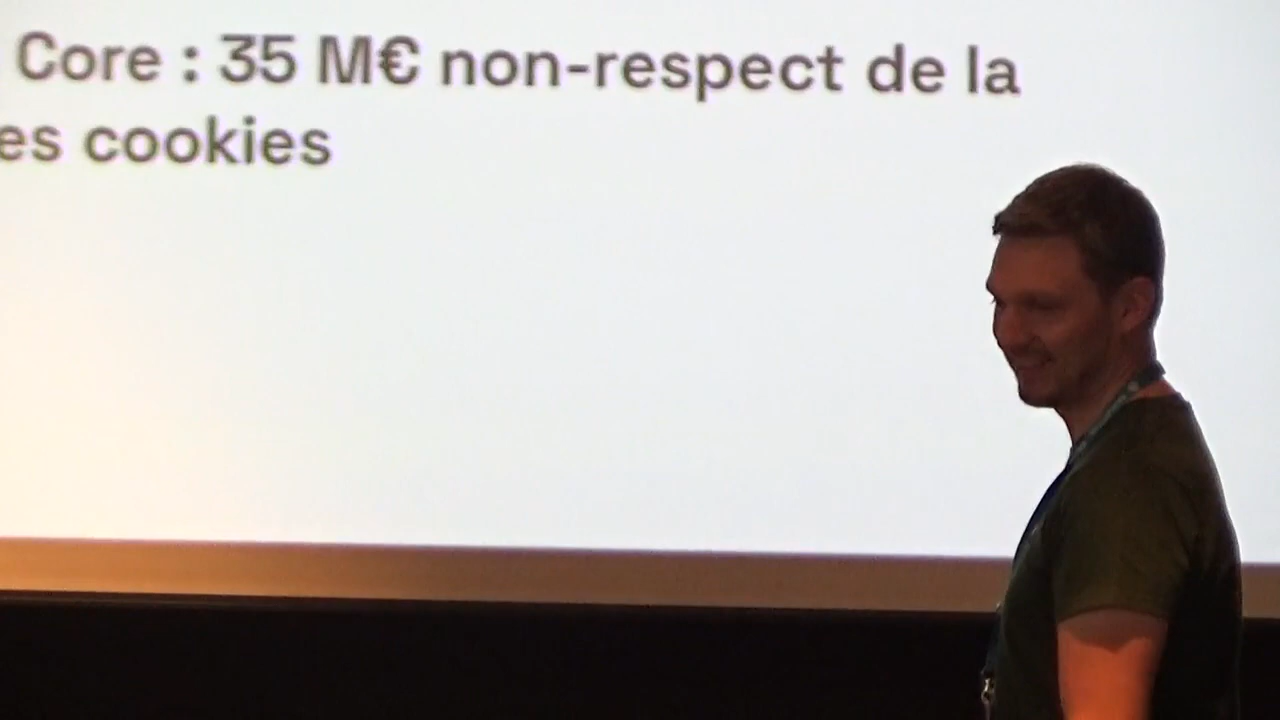 Core : 35 M€ non-respect de la
es cookies